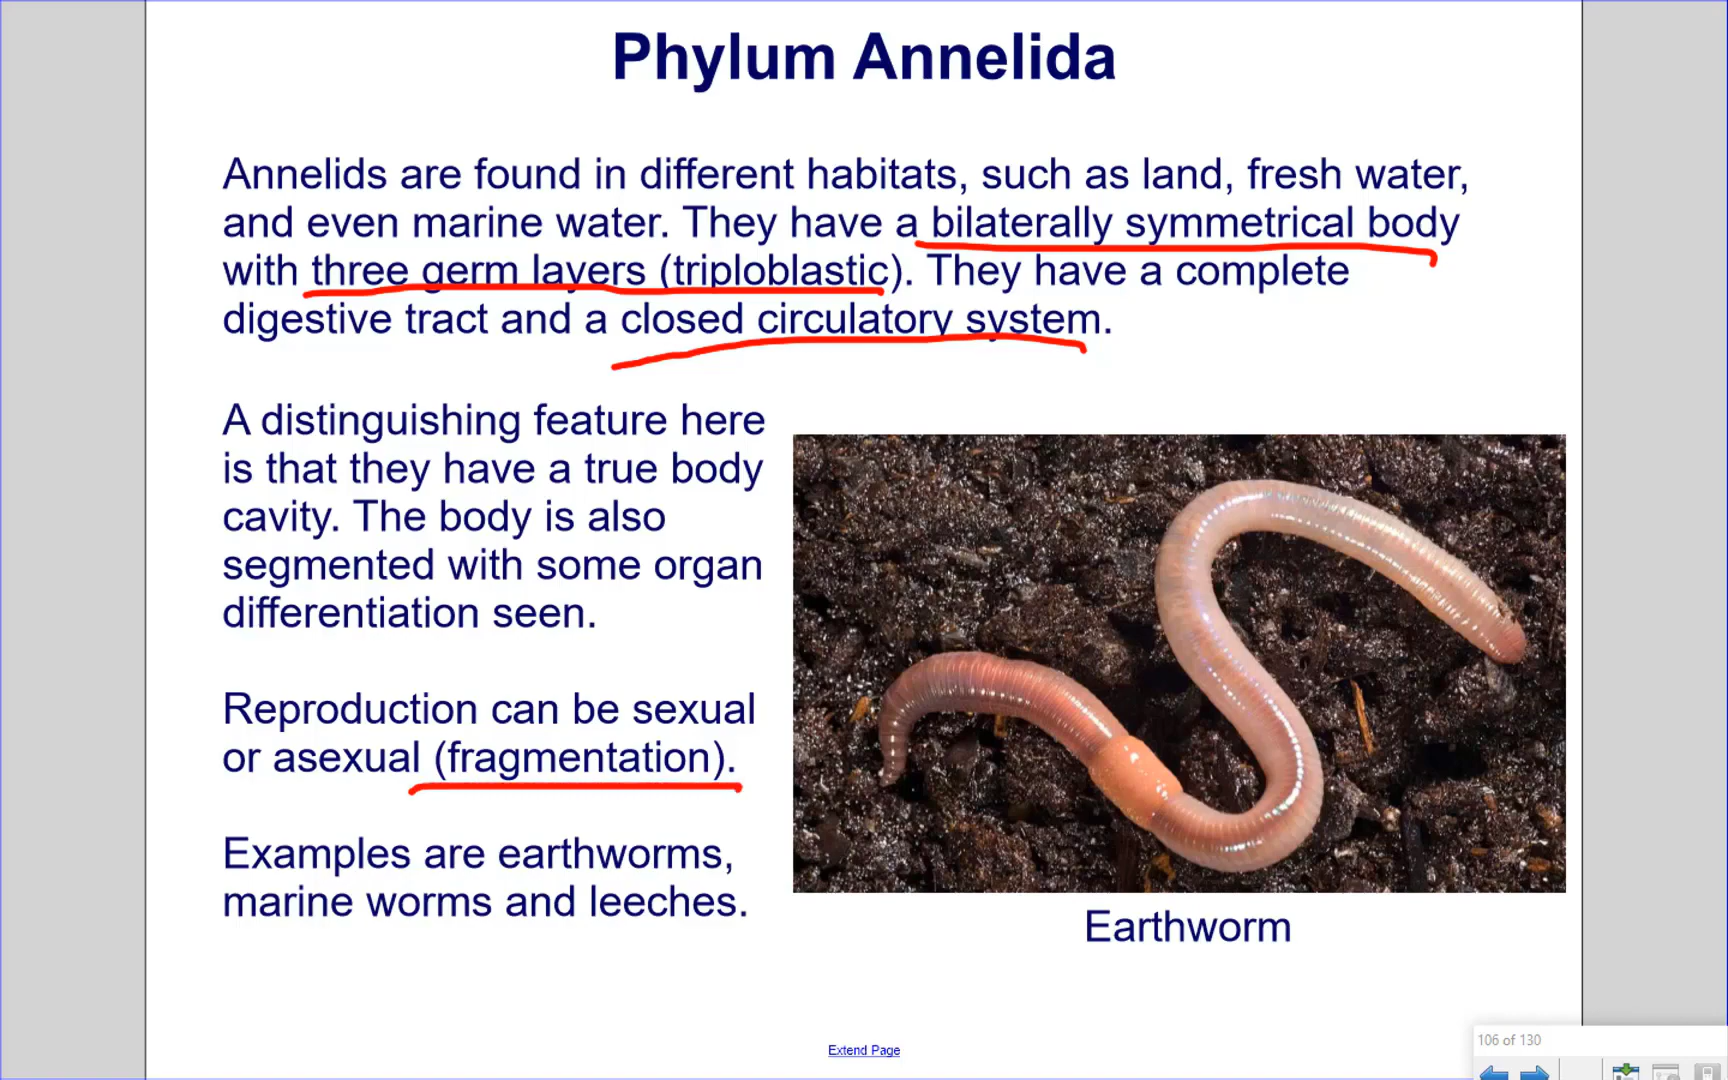 Phylum Annelida
Annelids are found in different habitats, such as land, fresh water,
and even marine water. They have a bilaterally symmetrical body
with three germ layers (triploblastic). They have a complete
digestive tract and a closed circulatory system.
A distinguishing feature here
is that they have a true body
cavity. The body is also
segmented with some organ
differentiation seen.
Reproduction can be sexual
or asexual (fragmentation).
Examples are earthworms,
marine worms and leeches.
Earthworm
Extend Page
106 of 130